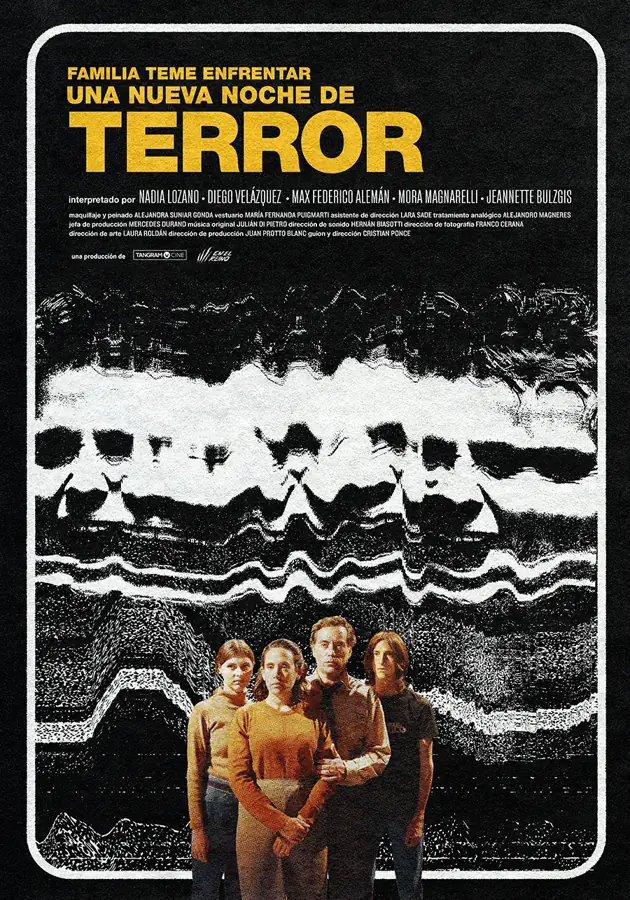 FAMILIA TEME ENFRENTAR
UNA NUEVA NOCHE DE
TERROR
interpretado por NADIA LOZANO • DIEGO VELÁZQUEZ • MAX FEDERICO ALEMÁN • MORA MAGNARELLI • JEANNETTE BULZGIS
maquillaje y peinado ALEJANDRA SUNIAR GONDA vestuario MARÍA FERNANDA PUIGMARTI asistente de dirección LARA SADE tratamiento analógico ALEJANDRO MAGNERES
jefa de producción MERCEDES DURAND música original JULIÁN DI PIETRO dirección de sonido HERNÁN BIASOTTI dirección de fotografía FRANCO CERANA
dirección de arte LAURA ROLDÁN dirección de producción JUAN PROTTO BLANC guion y dirección CRISTIAN PONCE
una producción de TANGRAM CINE EN EL REINO